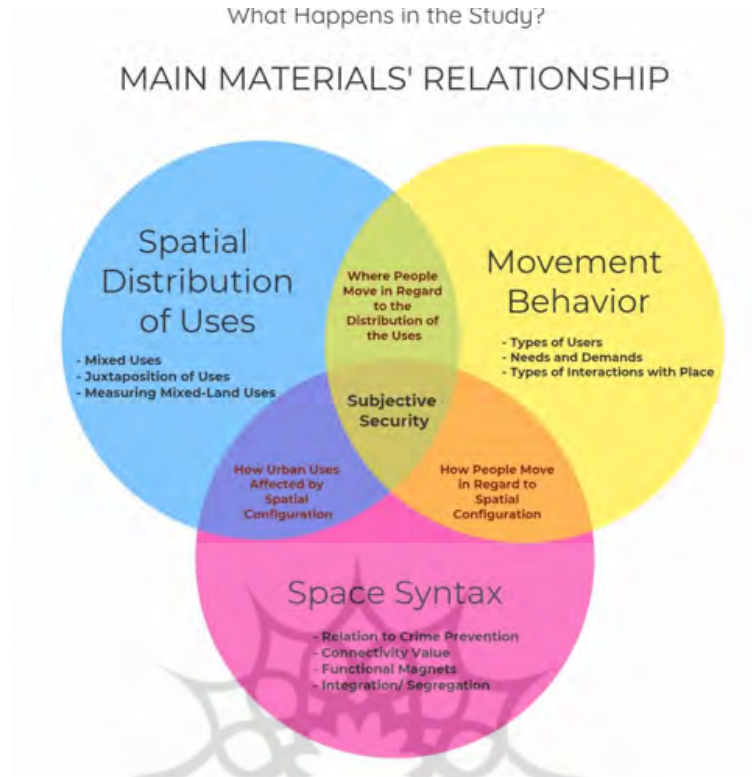 What Happens in the Study?
MAIN MATERIALS' RELATIONSHIP
Spatial
Distribution
of Uses
- Mixed Uses
- Juxtaposition of Uses
- Measuring Mixed-Land Uses
Where People
Move in Regard
to the
Distribution of
the Uses
Movement
Behavior
- Types of Users
- Needs and Demands
- Types of Interactions with Place
Subjective
Security
How Urban Uses
Affected by
Spatial
Configuration
How People Move
in Regard to
Spatial
Configuration
Space Syntax
- Relation to Crime Prevention
- Connectivity Value
- Functional Magnets
- Integration/ Segregation